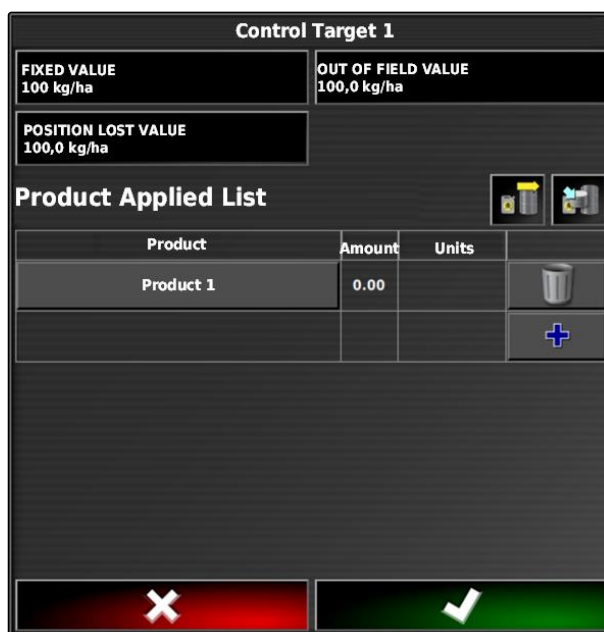 Control Target 1
FIXED VALUE
100 kg/ha
OUT OF FIELD VALUE
100,0 kg/ha
POSITION LOST VALUE
100,0 kg/ha
Product Applied List
Product Amount Units
Product 1 0.00